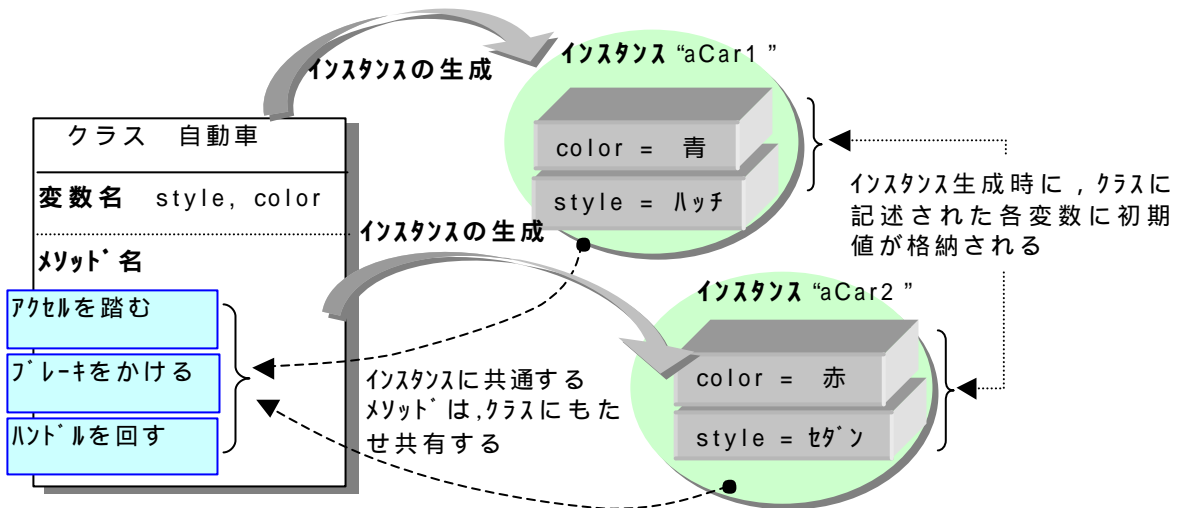 インスタンスの生成
インスタンス “aCar1 ”
color = 青
style = ハッチ
クラス 自動車
変数名 style, color
メソッド名
アクセルを踏む
ブレーキをかける
ハンドルを回す
インスタンスの生成
インスタンス “aCar2 ”
color = 赤
style = セダン
インスタンス生成時に , クラスに
記述された各変数に初期
値が格納される
インスタンスに共通する
メソッドは,クラスにもた
せ共有する